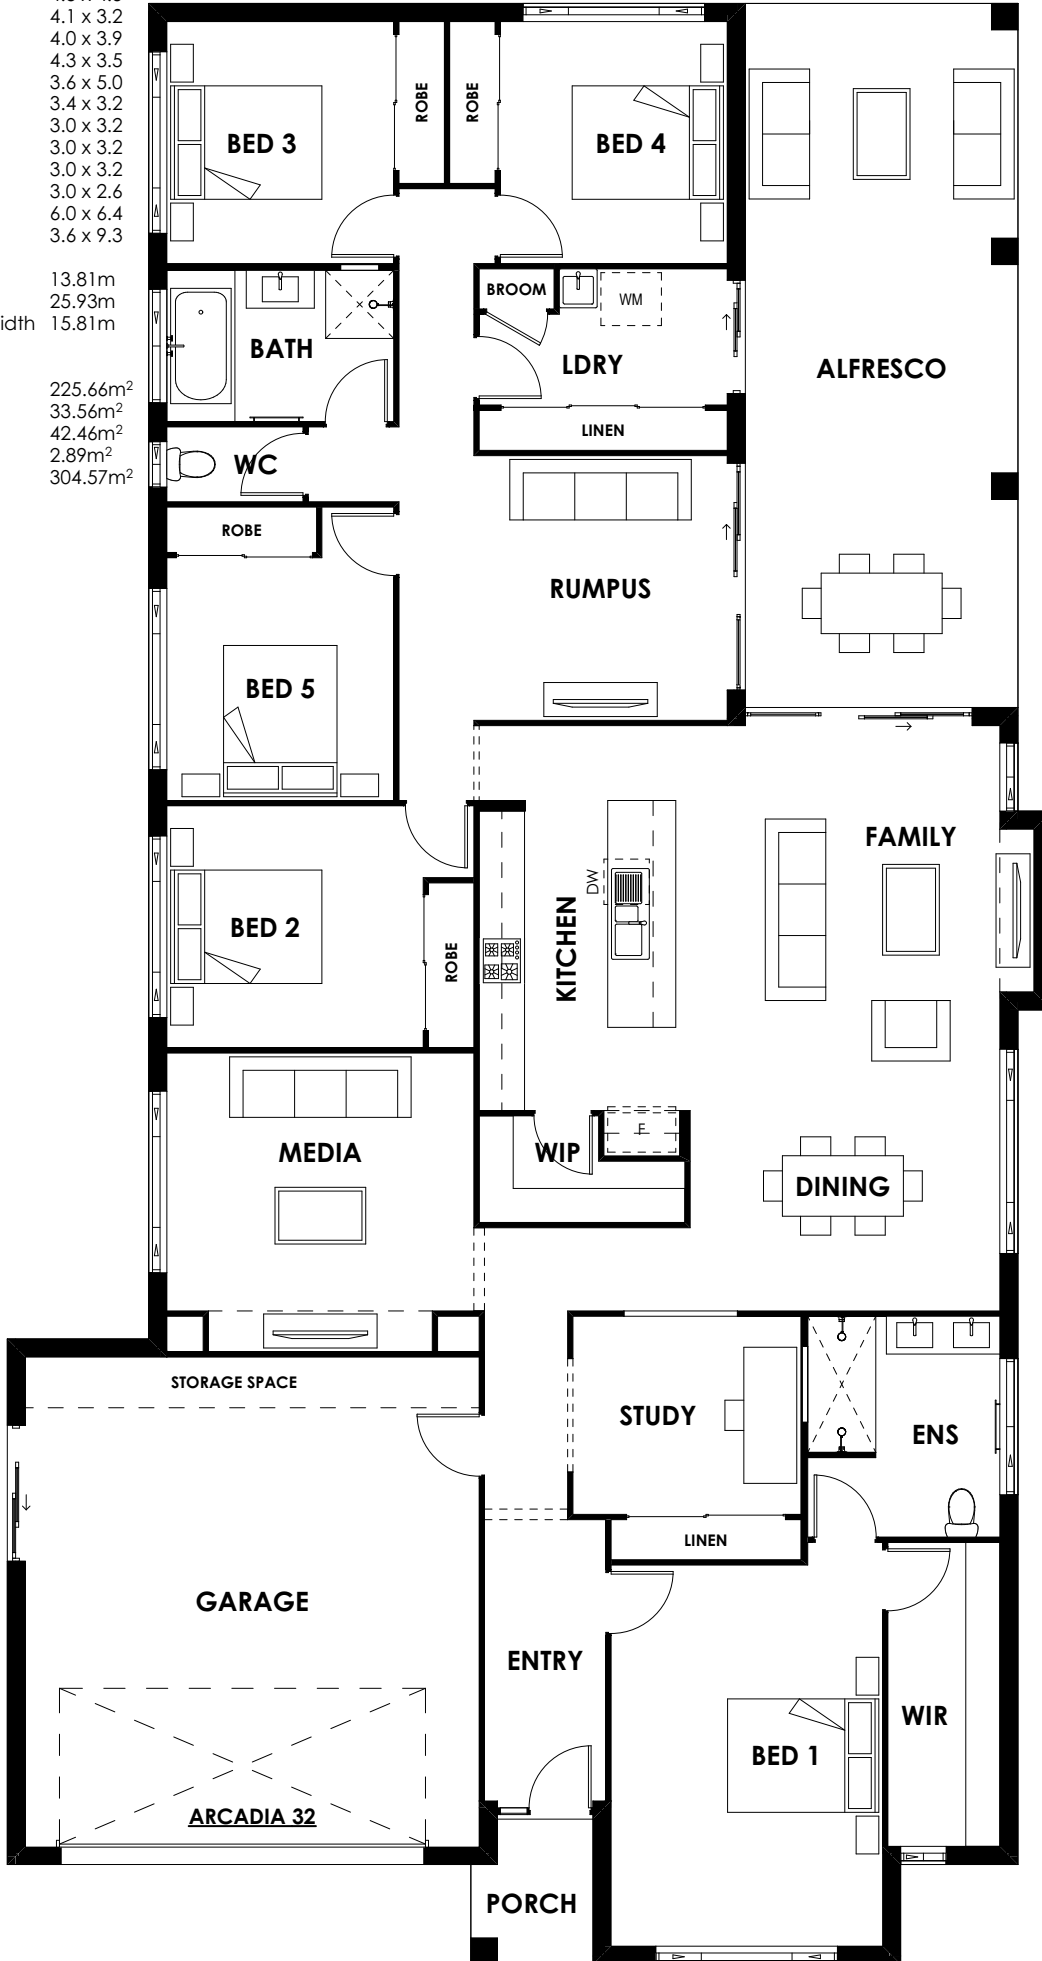 4.1 x 3.2
4.0 x 3.9
4.3 x 3.5
3.6 x 5.0
3.4 x 3.2
3.0 x 3.2
3.0 x 3.2
3.0 x 3.2
3.0 x 2.6
6.0 x 6.4
3.6 x 9.3
13.81m
25.93m
idth 15.81m
225.66m²
33.56m²
42.46m²
2.89m²
304.57m²
BED 3
ROBE
ROBE
BED 4
BROOM
WM
BATH
LDRY
ALFRESCO
LINEN
WC
ROBE
RUMPUS
BED 5
FAMILY
DW
KITCHEN
BED 2
ROBE
MEDIA
WIP
F
DINING
STORAGE SPACE
STUDY
ENS
LINEN
GARAGE
ENTRY
WIR
BED 1
ARCADIA 32
PORCH